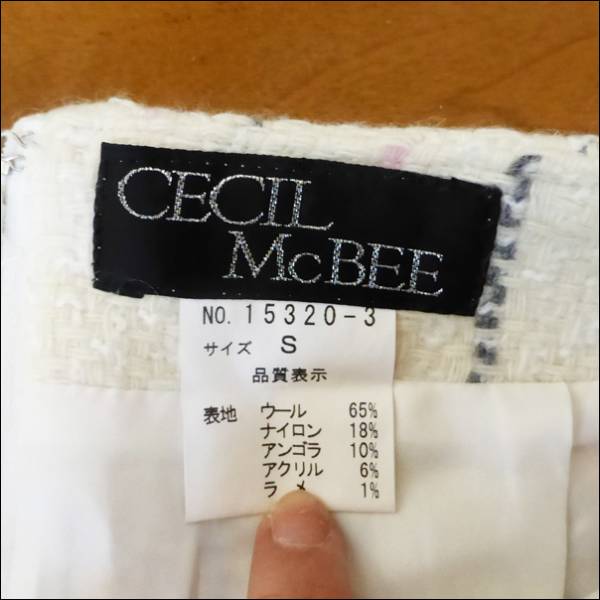 CECIL
McBEE
NO. 15320-3
サイズ S
品質表示
表地 ウール 65%
ナイロン 18%
アンゴラ 10%
アクリル 6%
ラメ 1%